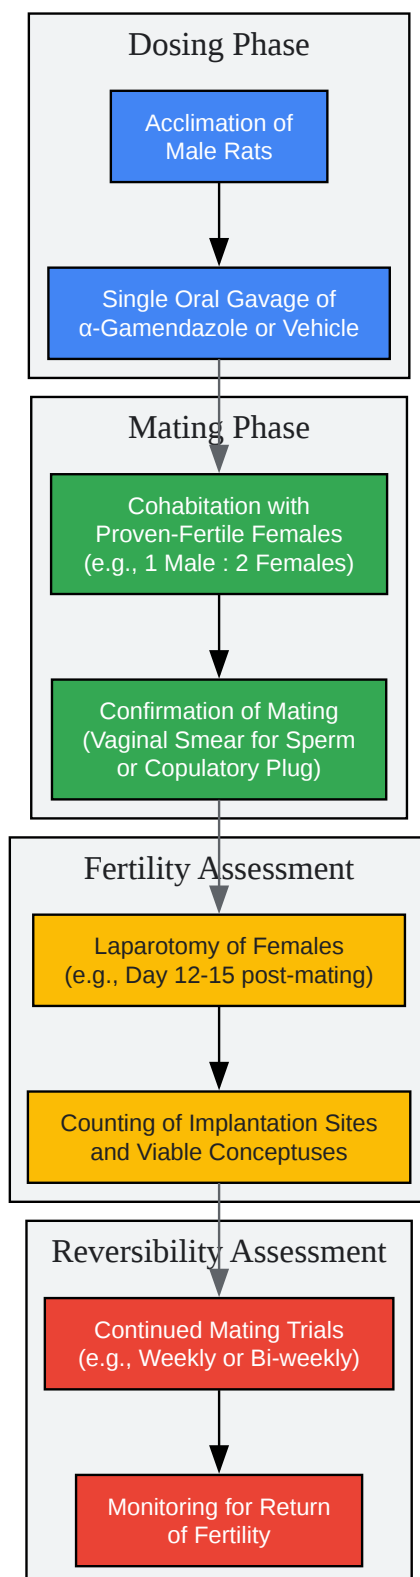 Dosing Phase
Acclimation of
Male Rats
Single Oral Gavage of
α-Gamendazole or Vehicle
Mating Phase
Cohabitation with
Proven-Fertile Females
(e.g., 1 Male : 2 Females)
Confirmation of Mating
(Vaginal Smear for Sperm
or Copulatory Plug)
Fertility Assessment
Laparotomy of Females
(e.g., Day 12-15 post-mating)
Counting of Implantation Sites
and Viable Conceptuses
Reversibility Assessment
Continued Mating Trials
(e.g., Weekly or Bi-weekly)
Monitoring for Return
of Fertility